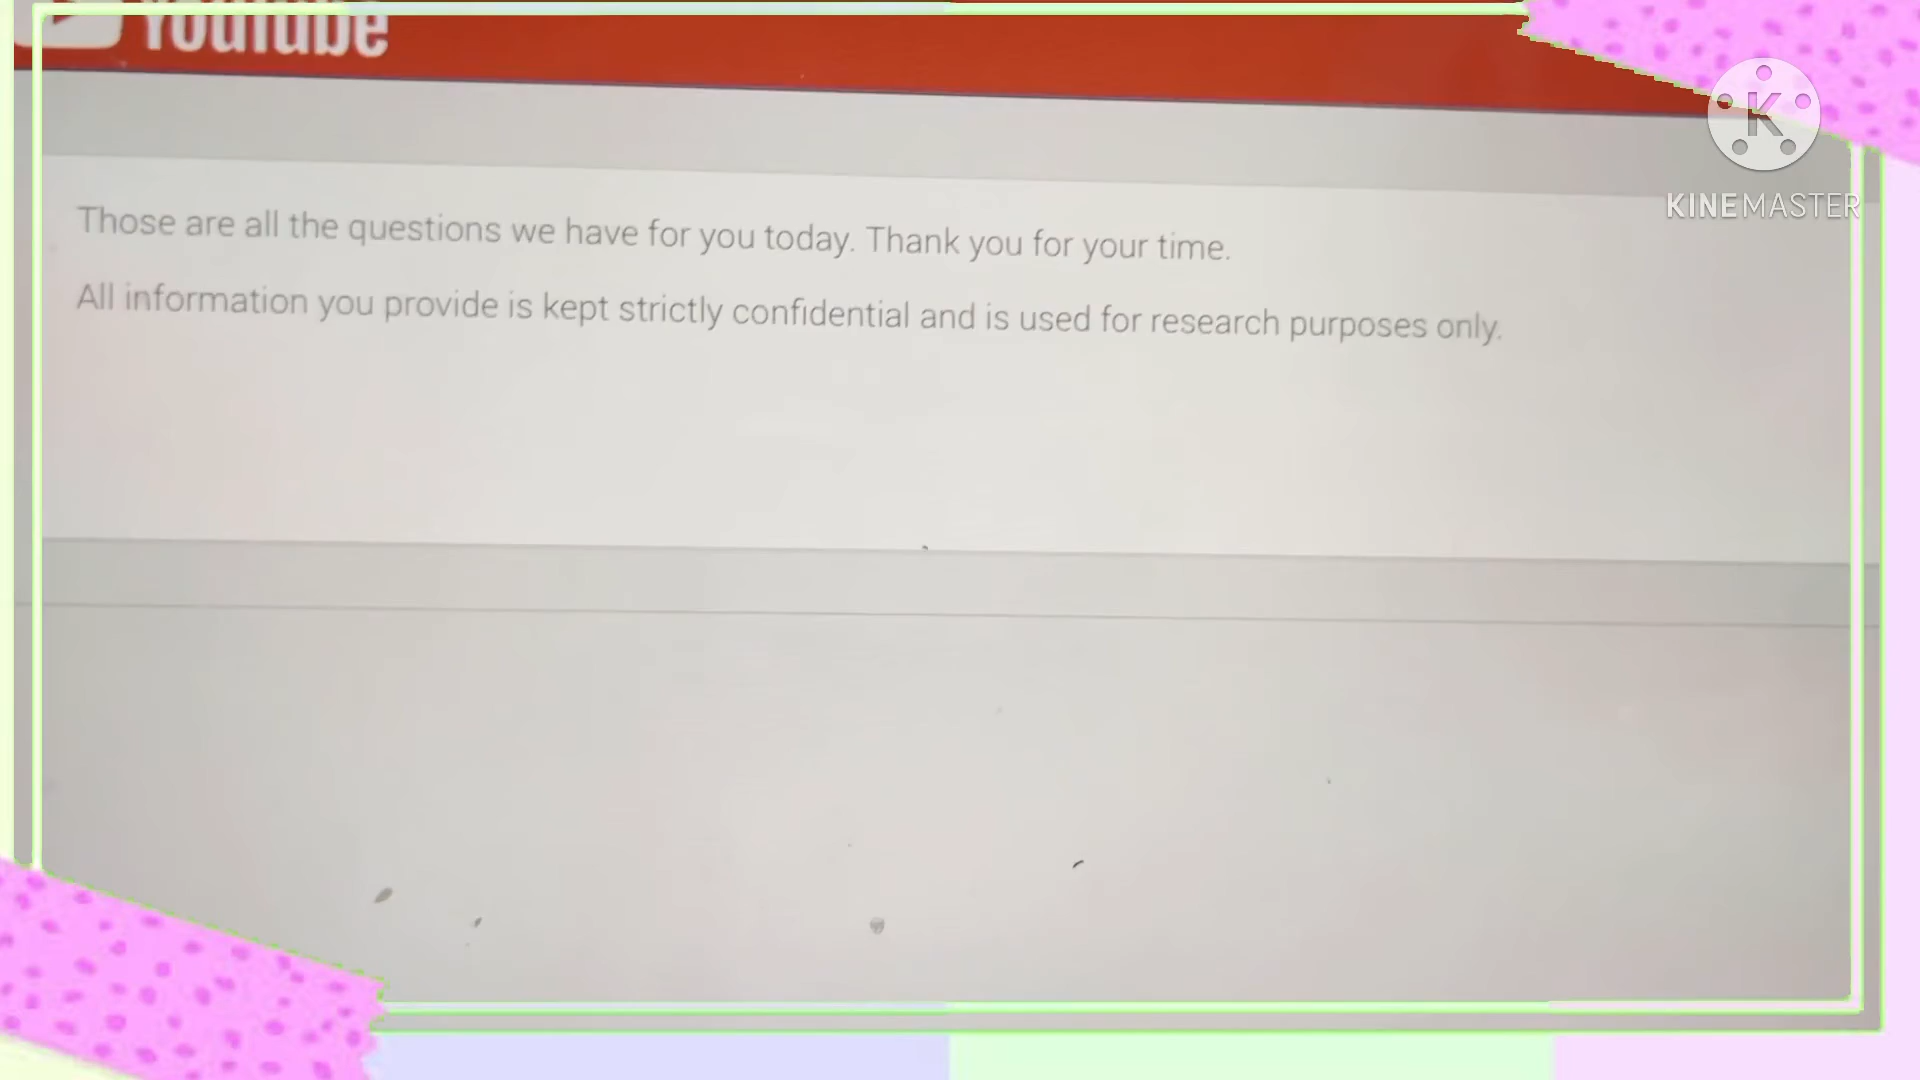 YouTube
KINEMASTER
Those are all the questions we have for you today. Thank you for your time.
All information you provide is kept strictly confidential and is used for research purposes only.